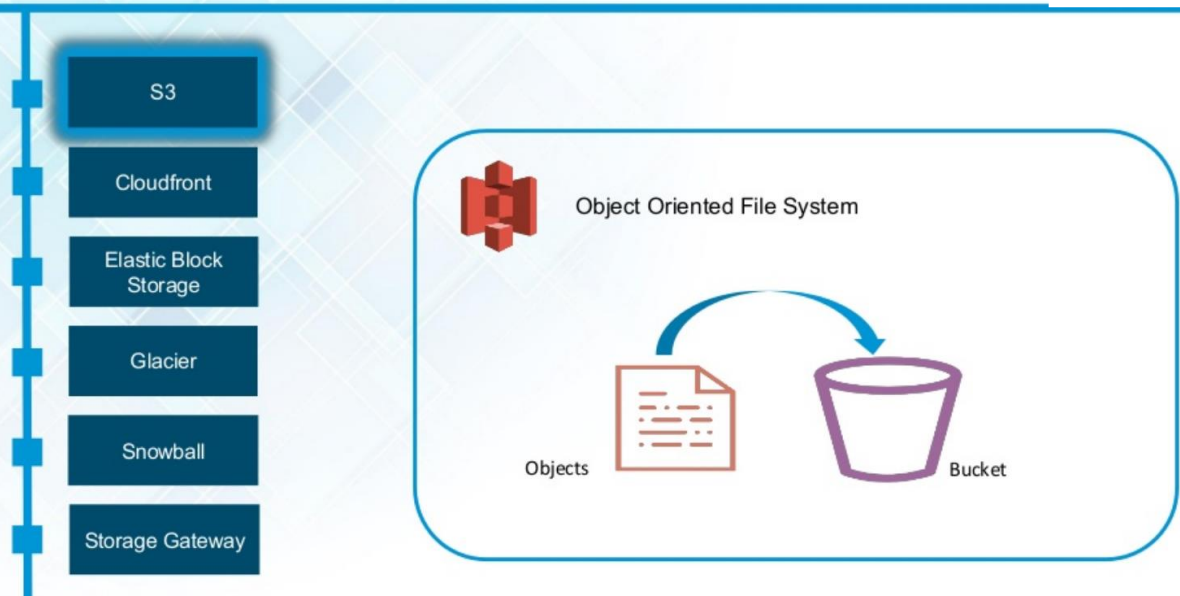 S3
Cloudfront
Elastic Block
Storage
Glacier
Snowball
Storage Gateway
Object Oriented File System
Objects
Bucket